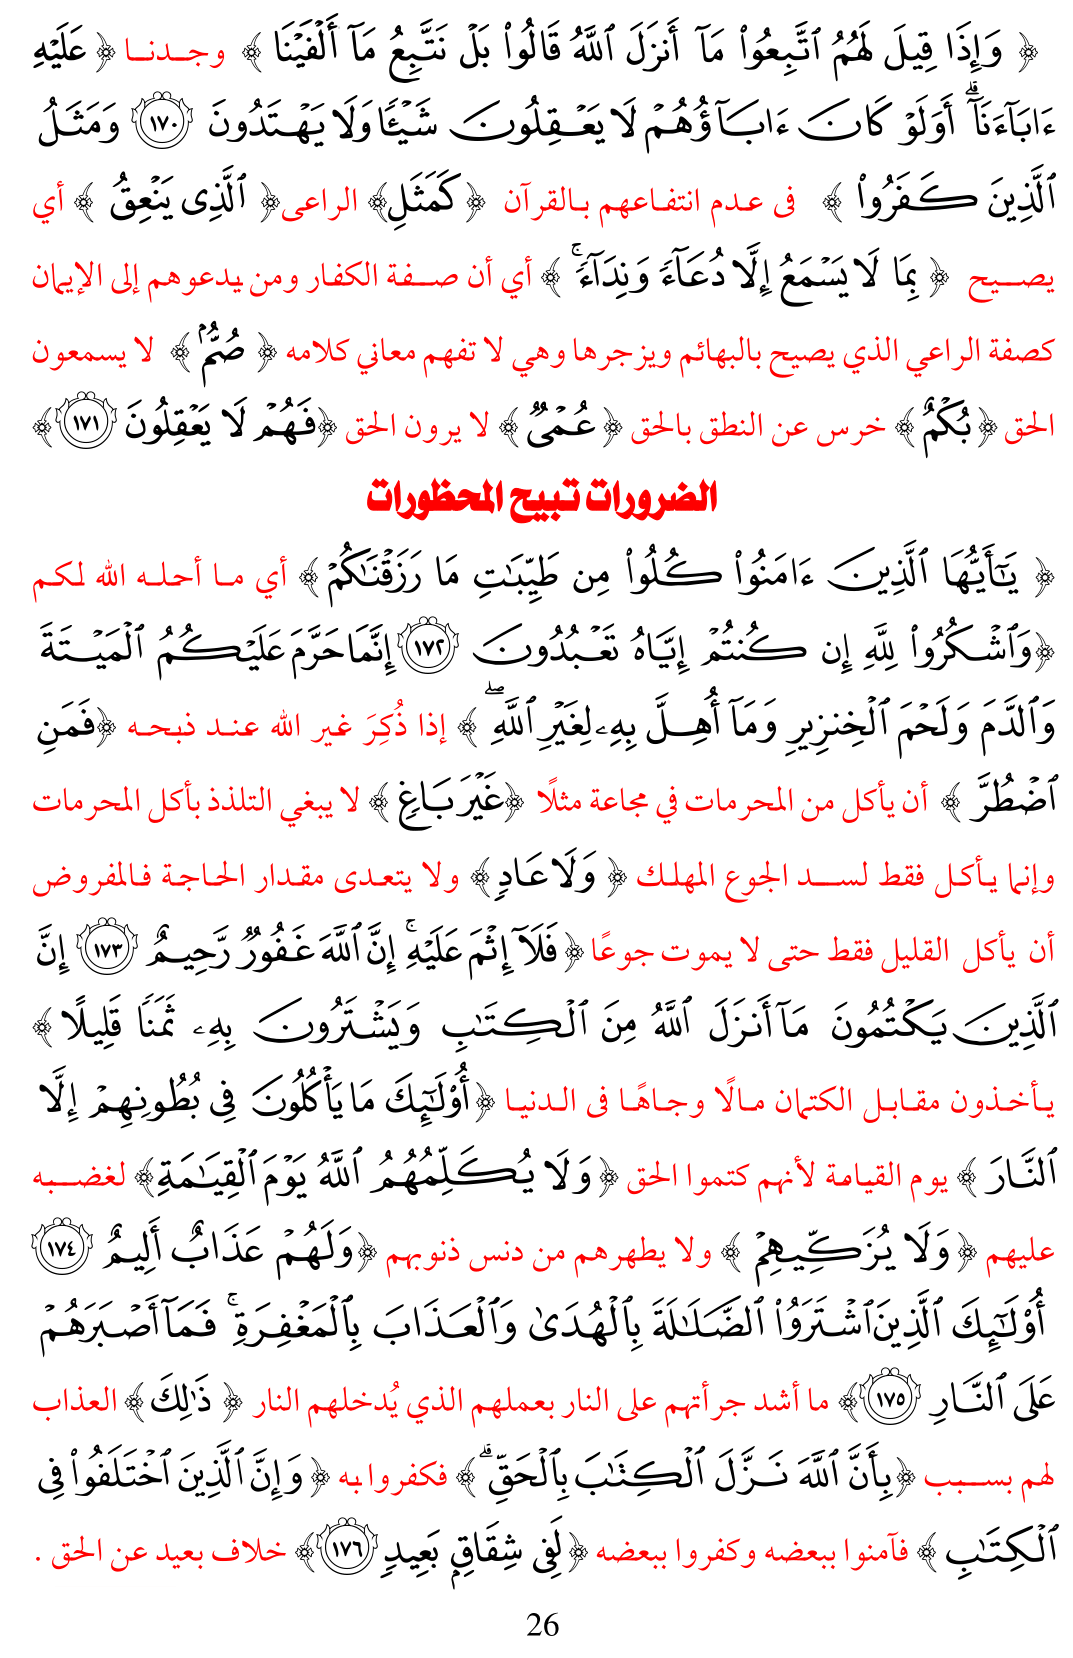 ﴿ وَإِذَا قِيلَ لَهُمُ ٱتَّبِعُوا۟ مَآ أَنزَلَ ٱللَّهُ قَالُوا۟ بَلْ نَتَّبِعُ مَآ أَلْفَيْنَا ﴾ وجدنا ﴿ عَلَيْهِ
ءَابَآءَنَآ ۗ أَوَلَوْ كَانَ ءَابَآؤُهُمْ لَا يَعْقِلُونَ شَيْـًٔا وَلَا يَهْتَدُونَ ١٧٠ وَمَثَلُ
ٱلَّذِينَ كَفَرُوا۟ ﴾ فى عدم انتفاعهم بالقرآن ﴿ كَمَثَلِ ﴾ الراعى ﴿ ٱلَّذِى يَنْعِقُ ﴾ أي
يصيح ﴿ بِمَا لَا يَسْمَعُ إِلَّا دُعَآءً وَنِدَآءً ۚ ﴾ أي أن صفة الكفار ومن يدعوهم إلى الإيمان
كصفة الراعي الذي يصيح بالبهائم ويزجرها وهي لا تفهم معاني كلامه ﴿ صُمٌّۢ ﴾ لا يسمعون
الحق ﴿ بُكْمٌ ﴾ خرس عن النطق بالحق ﴿ عُمْىٌ ﴾ لا يرون الحق ﴿ فَهُمْ لَا يَعْقِلُونَ ١٧١ ﴾
الضرورات تبيح المحظورات
﴿ يَـٰٓأَيُّهَا ٱلَّذِينَ ءَامَنُوا۟ كُلُوا۟ مِن طَيِّبَـٰتِ مَا رَزَقْنَـٰكُمْ ﴾ أي ما أحله الله لكم
﴿ وَٱشْكُرُوا۟ لِلَّهِ إِن كُنتُمْ إِيَّاهُ تَعْبُدُونَ ١٧٢ إِنَّمَا حَرَّمَ عَلَيْكُمُ ٱلْمَيْتَةَ
وَٱلدَّمَ وَلَحْمَ ٱلْخِنزِيرِ وَمَآ أُهِلَّ بِهِۦ لِغَيْرِ ٱللَّهِ ۖ ﴾ إذا ذُكِرَ غير الله عند ذبحه ﴿ فَمَنِ
ٱضْطُرَّ ﴾ أن يأكل من المحرمات في مجاعة مثلًا ﴿ غَيْرَ بَاغٍ ﴾ لا يبغي التلذذ بأكل المحرمات
وإنما يأكل فقط لسد الجوع المهلك ﴿ وَلَا عَادٍ ﴾ ولا يتعدى مقدار الحاجة فالمفروض
أن يأكل القليل فقط حتى لا يموت جوعًا ﴿ فَلَآ إِثْمَ عَلَيْهِ ۚ إِنَّ ٱللَّهَ غَفُورٌ رَّحِيمٌ ١٧٣ إِنَّ
ٱلَّذِينَ يَكْتُمُونَ مَآ أَنزَلَ ٱللَّهُ مِنَ ٱلْكِتَـٰبِ وَيَشْتَرُونَ بِهِۦ ثَمَنًا قَلِيلًا ﴾
يأخذون مقابل الكتمان مالًا وجاهًا فى الدنيا ﴿ أُو۟لَـٰٓئِكَ مَا يَأْكُلُونَ فِى بُطُونِهِمْ إِلَّا
ٱلنَّارَ ﴾ يوم القيامة لأنهم كتموا الحق ﴿ وَلَا يُكَلِّمُهُمُ ٱللَّهُ يَوْمَ ٱلْقِيَـٰمَةِ ﴾ لغضبه
عليهم ﴿ وَلَا يُزَكِّيهِمْ ﴾ ولا يطهرهم من دنس ذنوبهم ﴿ وَلَهُمْ عَذَابٌ أَلِيمٌ ١٧٤
أُو۟لَـٰٓئِكَ ٱلَّذِينَ ٱشْتَرَوُا۟ ٱلضَّلَـٰلَةَ بِٱلْهُدَىٰ وَٱلْعَذَابَ بِٱلْمَغْفِرَةِ ۚ فَمَآ أَصْبَرَهُمْ
عَلَى ٱلنَّارِ ١٧٥ ﴾ ما أشد جرأتهم على النار بعملهم الذي يُدخلهم النار ﴿ ذَٰلِكَ ﴾ العذاب
لهم بسبب ﴿ بِأَنَّ ٱللَّهَ نَزَّلَ ٱلْكِتَـٰبَ بِٱلْحَقِّ ۗ ﴾ فكفروا به ﴿ وَإِنَّ ٱلَّذِينَ ٱخْتَلَفُوا۟ فِى
ٱلْكِتَـٰبِ ﴾ فآمنوا ببعضه وكفروا ببعضه ﴿ لَفِى شِقَاقٍۭ بَعِيدٍ ١٧٦ ﴾ خلاف بعيد عن الحق .
26